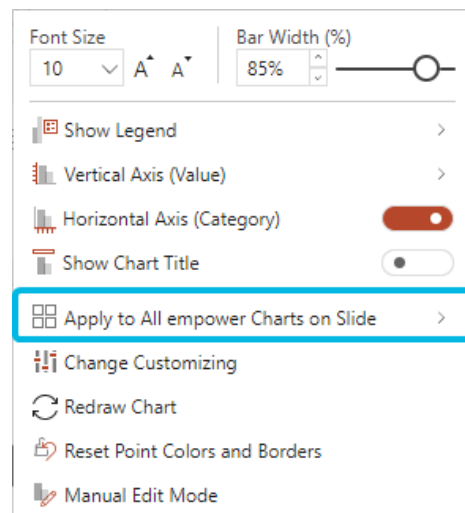 Font Size
Bar Width (%)
10
A A
85%
Show Legend
Vertical Axis (Value)
Horizontal Axis (Category)
Show Chart Title
Apply to All empower Charts on Slide
Change Customizing
Redraw Chart
Reset Point Colors and Borders
Manual Edit Mode